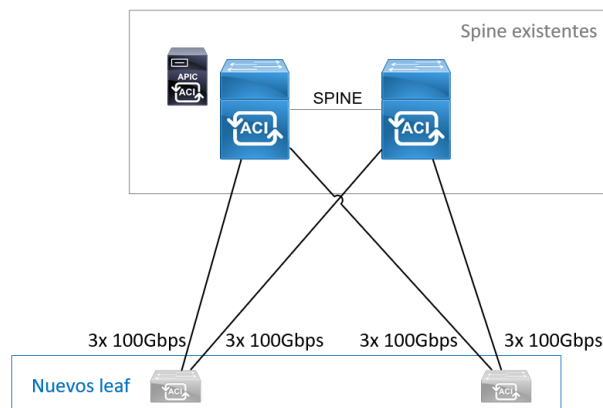 Spine existentes
APIC
ACI
SPINE
ACI
ACI
3x 100Gbps
3x 100Gbps
3x 100Gbps
3x 100Gbps
Nuevos leaf
ACI
ACI